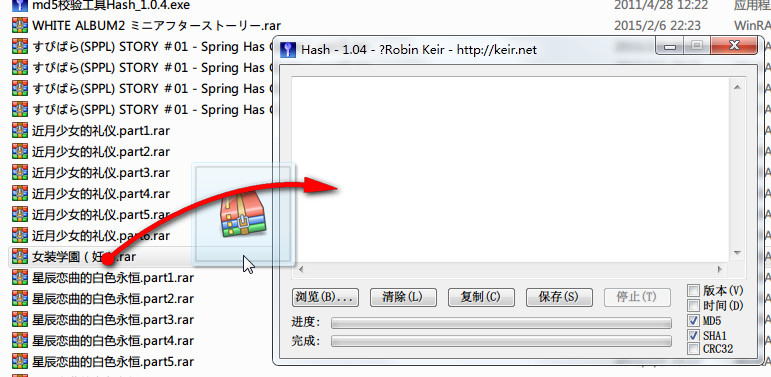 md5校验工具Hash_1.0.4.exe
2011/4/28 12:22
应用程
WHITE ALBUM2 ミニアフターストーリー.rar
2015/2/6 22:23
WinRA
すぴぱら(SPPL) STORY ＃01 - Spring Has C
すぴぱら(SPPL) STORY ＃01 - Spring Has C
すぴぱら(SPPL) STORY ＃01 - Spring Has C
すぴぱら(SPPL) STORY ＃01 - Spring Has C
近月少女的礼仪.part1.rar
近月少女的礼仪.part2.rar
近月少女的礼仪.part3.rar
近月少女的礼仪.part4.rar
近月少女的礼仪.part5.rar
近月少女的礼仪.part6.rar
女装学園（妊）.rar
星辰恋曲的白色永恒.part1.rar
星辰恋曲的白色永恒.part2.rar
星辰恋曲的白色永恒.part3.rar
星辰恋曲的白色永恒.part4.rar
星辰恋曲的白色永恒.part5.rar
Hash - 1.04 - ?Robin Keir - http://keir.net
浏览(B)...
清除(L)
复制(C)
保存(S)
停止(T)
版本(V)
时间(D)
MD5
SHA1
CRC32
进度:
完成: